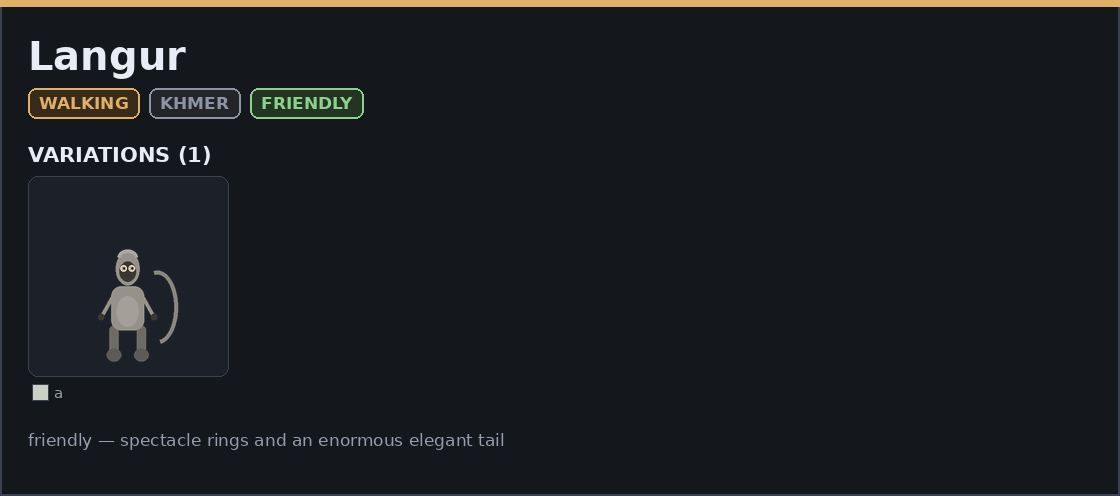 Langur
WALKING KHMER FRIENDLY
VARIATIONS (1)
a
friendly — spectacle rings and an enormous elegant tail